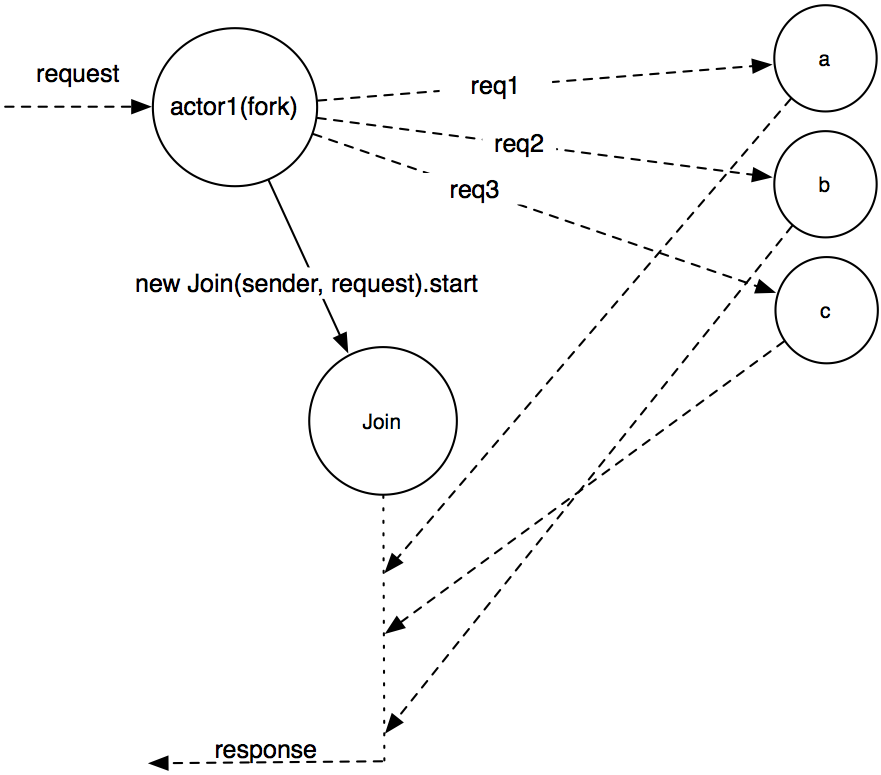 request
actor1(fork)
req1
req2
req3
a
b
c
new Join(sender, request).start
Join
response